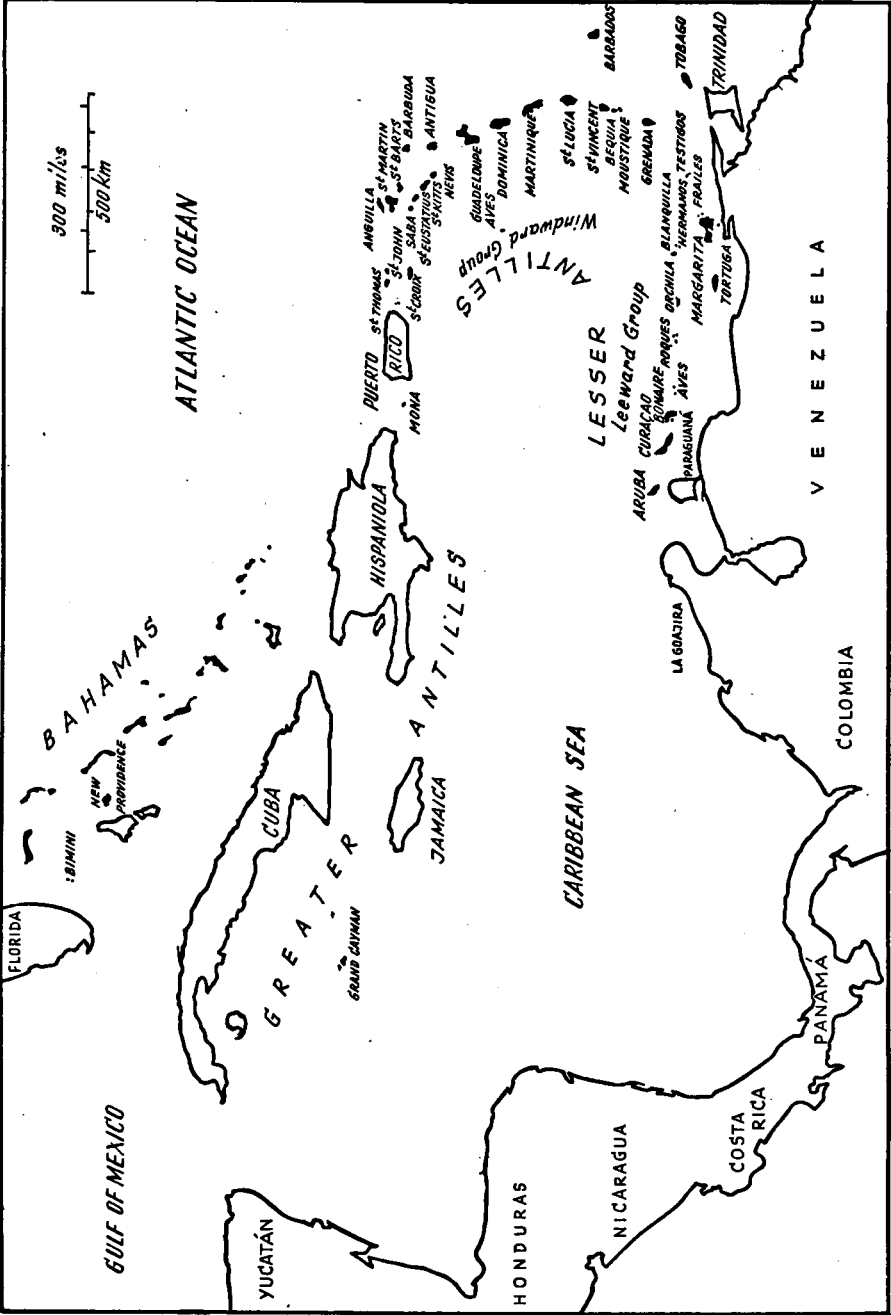 GULF OF MEXICO
FLORIDA
BIMINI
NEW
PROVIDENCE
BAHAMAS
ATLANTIC OCEAN
300 miles
500 Km
YUCATÁN
CUBA
GREATER
ANTILLES
GRAND CAYMAN
JAMAICA
HISPANIOLA
MONA
PUERTO
RICO
St THOMAS
St JOHN
St CROIX
ANGUILLA
St MARTIN
St BARTS
SABA
St EUSTATIUS
St KITTS
NEVIS
BARBUDA
ANTIGUA
GUADELOUPE
AVES
DOMINICA
MARTINIQUE
St LUCIA
St VINCENT
BEQUIA
MOUSTIQUE
GRENADA
BARBADOS
TOBAGO
TRINIDAD
ANTILLES
Windward Group
LESSER
Leeward Group
ARUBA
CURAÇAO
BONAIRE
PARAGUANÁ
AVES
ROQUES
ORCHILA
BLANQUILLA
HERMANOS
TESTIGOS
MARGARITA
FRAILES
TORTUGA
CARIBBEAN SEA
HONDURAS
NICARAGUA
COSTA
RICA
PANAMÁ
COLOMBIA
LA GOAJIRA
VENEZUELA